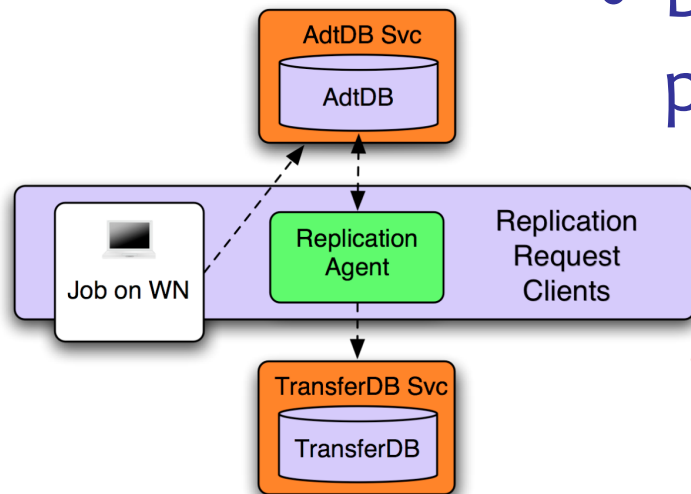 AdtDB Svc
AdtDB
Job on WN
Replication
Agent
Replication
Request
Clients
TransferDB Svc
TransferDB